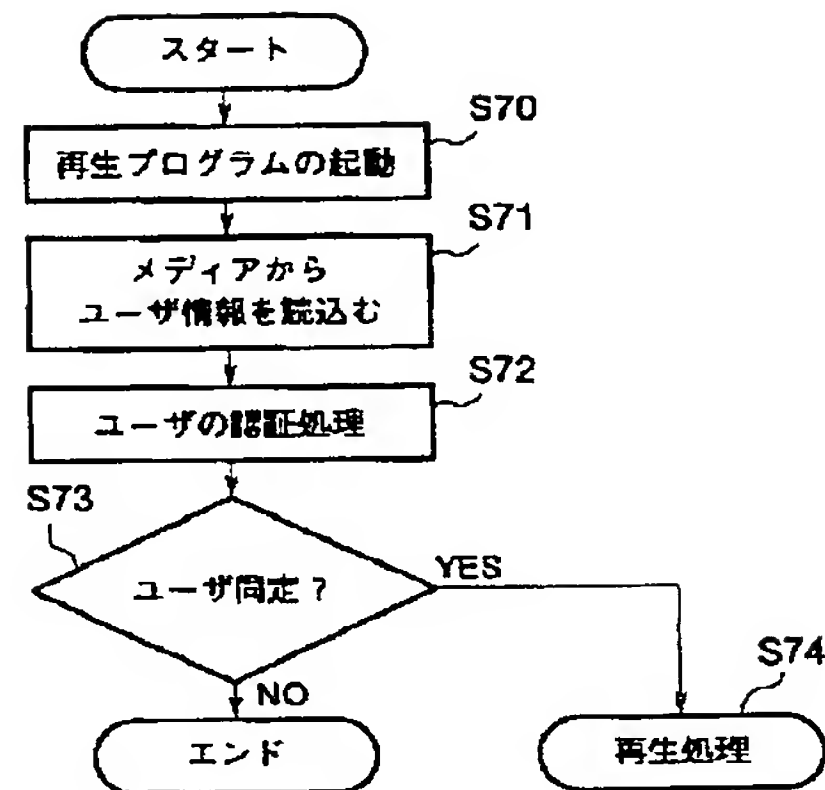 スタート
S70
再生プログラムの起動
S71
メディアから
ユーザ情報を読込む
S72
ユーザの認証処理
S73
ユーザ同定?
YES
NO
S74
エンド
再生処理